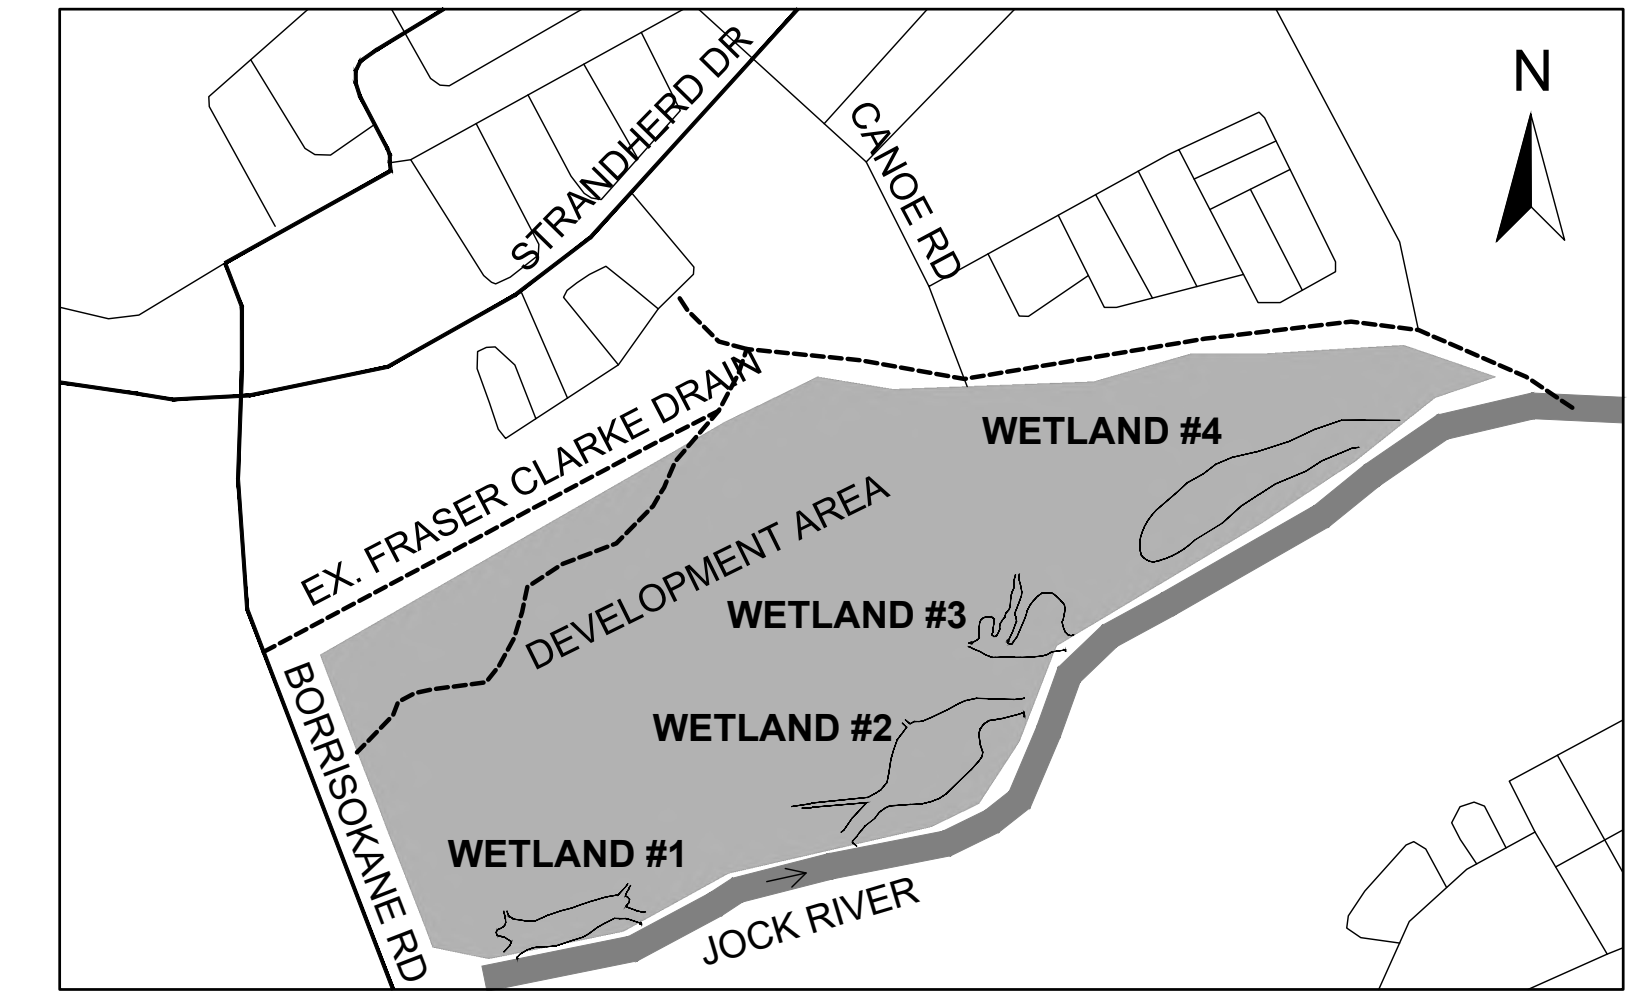 STRANDHERD DR
N
CANOE RD
EX. FRASER CLARKE DRAIN
WETLAND #4
DEVELOPMENT AREA
WETLAND #3
BORRISOKANE RD
WETLAND #2
WETLAND #1
JOCK RIVER